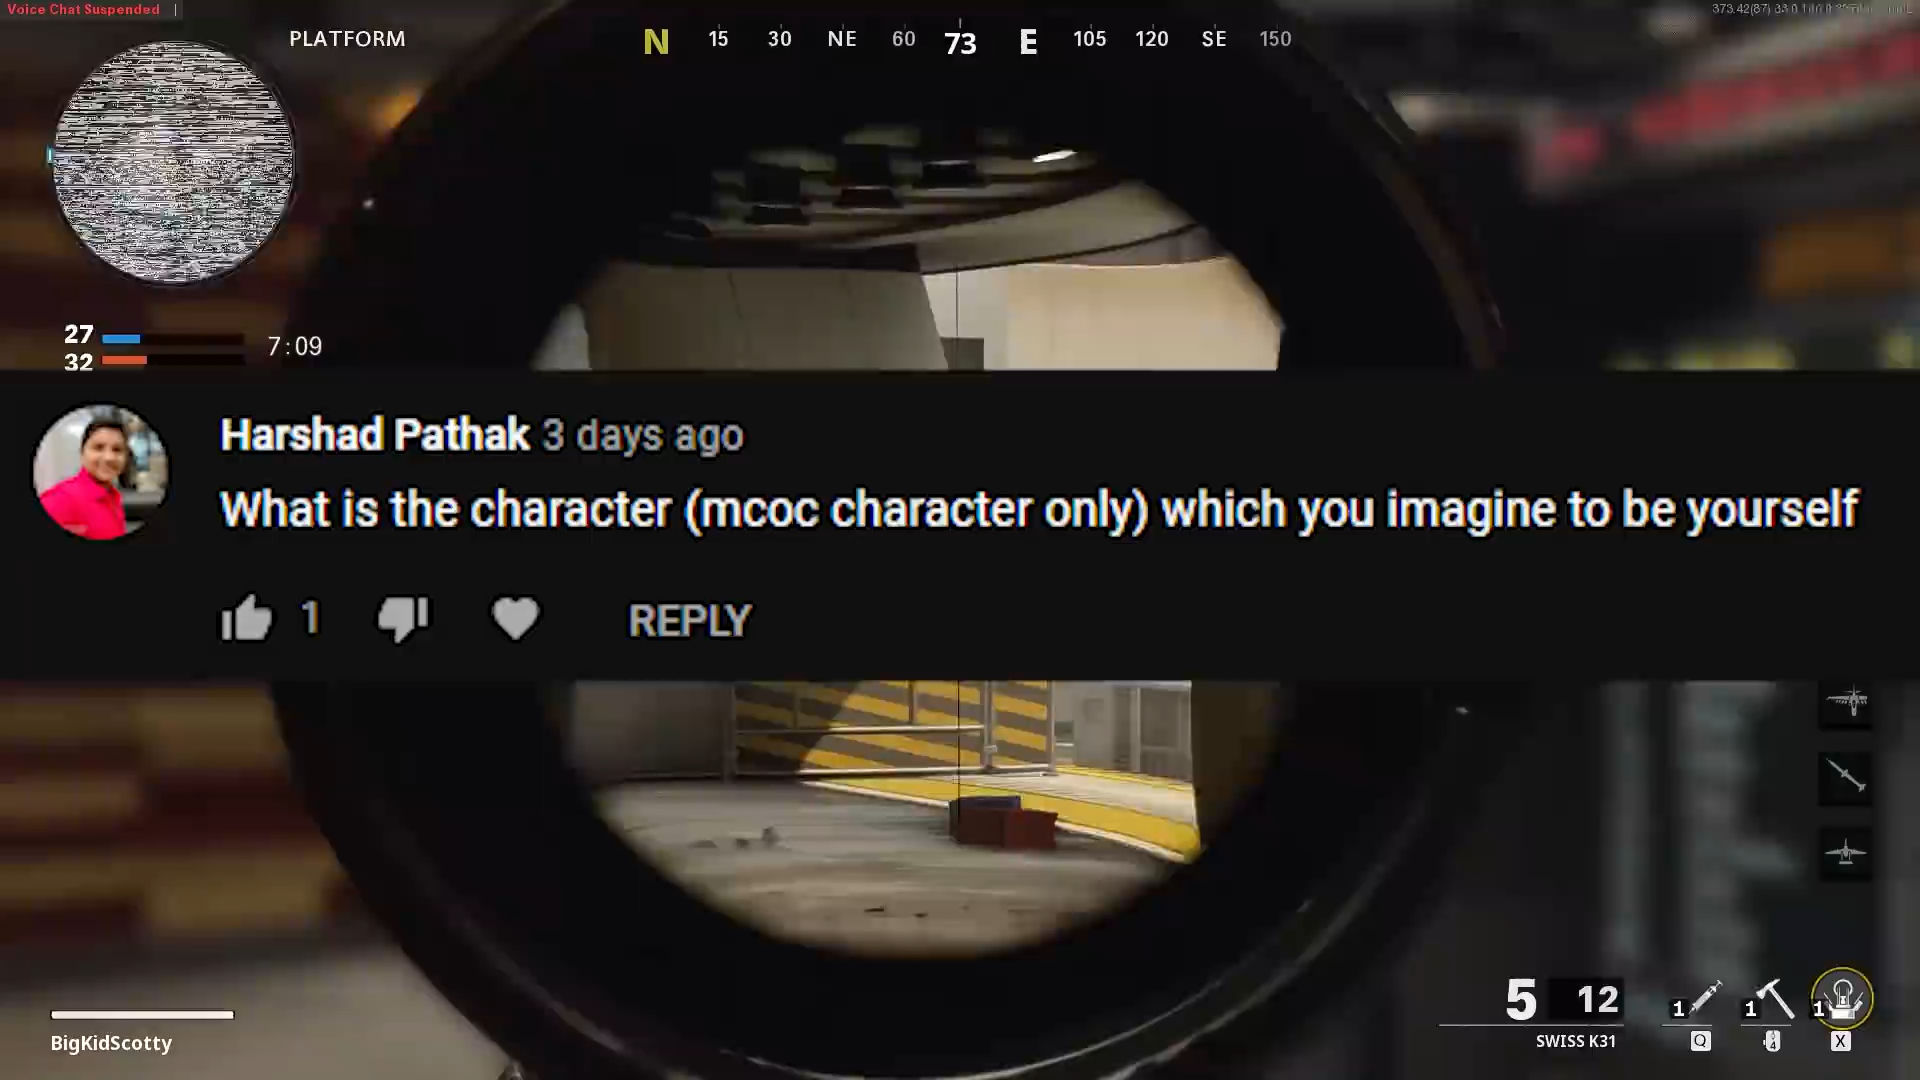 Voice Chat Suspended
PLATFORM
N 15 30 NE 60 73 E 105 120 SE 150
27
7:09
32
Harshad Pathak 3 days ago
What is the character (mcoc character only) which you imagine to be yourself
1 REPLY
5 12
1 1 1
SWISS K31 Q 4 X
BigKidScotty